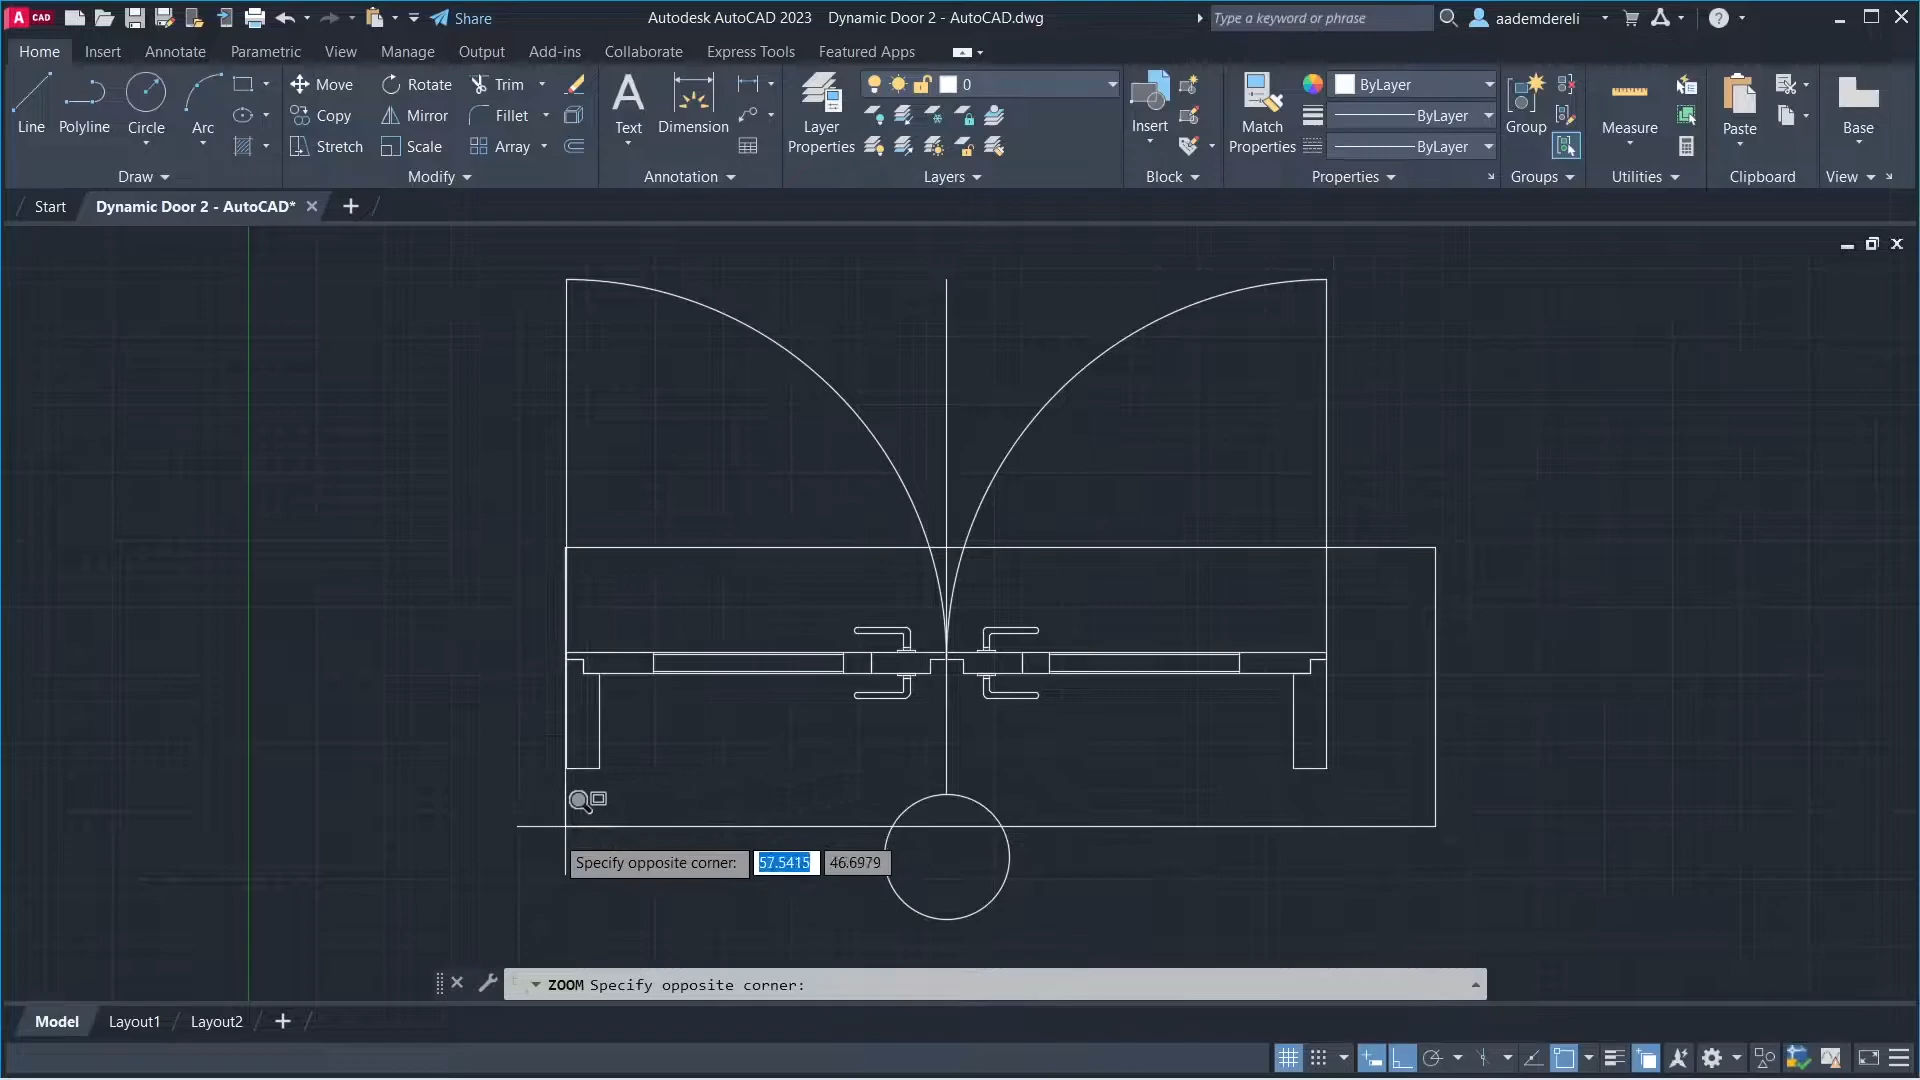 A CAD
Share
Autodesk AutoCAD 2023 Dynamic Door 2 - AutoCAD.dwg
Type a keyword or phrase
aademdereli
?
Home Insert Annotate Parametric View Manage Output Add-ins Collaborate Express Tools Featured Apps
Line Polyline Circle Arc
Move Rotate Trim
Copy Mirror Fillet
Stretch Scale Array
A
Text Dimension
Layer
Properties
0
Insert
Match
Properties
ByLayer
ByLayer
ByLayer
Group
Measure
Paste
Base
Draw Modify Annotation Layers Block Properties Groups Utilities Clipboard View
Start Dynamic Door 2 - AutoCAD*
Specify opposite corner: 57.5415 46.6979
ZOOM Specify opposite corner:
Model Layout1 Layout2